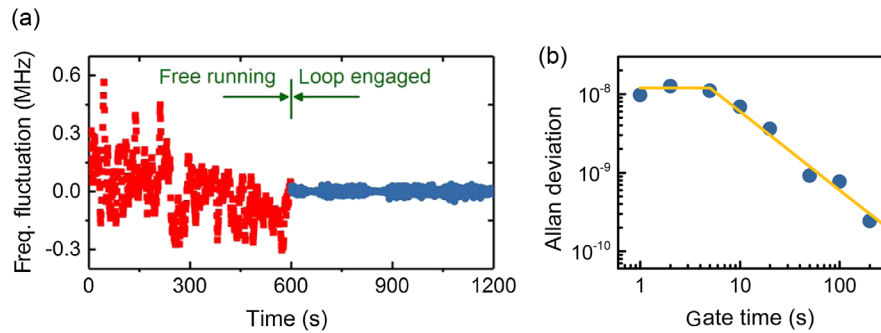 (a)
Freq. fluctuation (MHz)
0.6
0.3
0.0
-0.3
Free running
Loop engaged
0 300 600 900 1200
Time (s)
(b)
Allan deviation
10-8
10-9
10-10
1 10 100
Gate time (s)